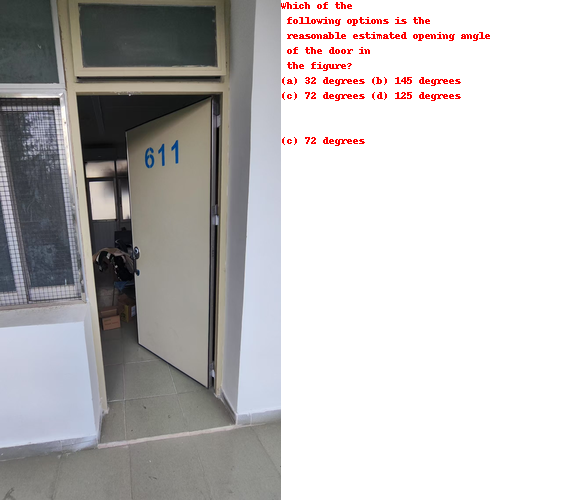 611
Which of the
following options is the
reasonable estimated opening angle
of the door in
the figure?
(a) 32 degrees (b) 145 degrees
(c) 72 degrees (d) 125 degrees
(c) 72 degrees